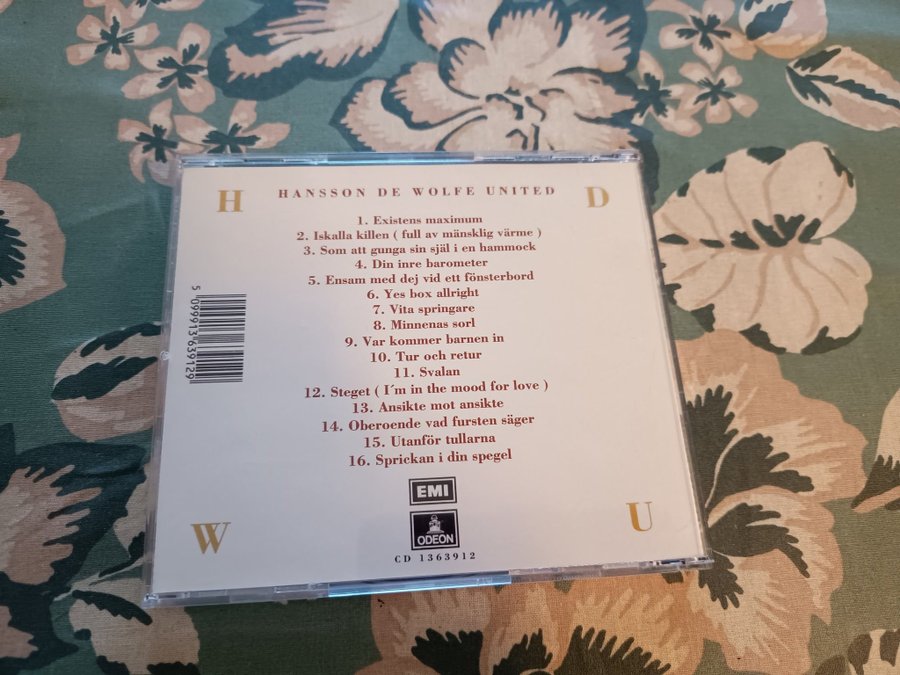 H
D
HANSSON DE WOLFE UNITED
1. Existens maximum
2. Iskalla killen ( full av mänsklig värme )
3. Som att gunga sin själ i en hammock
4. Din inre barometer
5. Ensam med dej vid ett fönsterbord
6. Yes box allright
7. Vita springare
8. Minnenas sorl
9. Var kommer barnen in
10. Tur och retur
11. Svalan
12. Steget ( I´m in the mood for love )
13. Ansikte mot ansikte
14. Oberoende vad fursten säger
15. Utanför tullarna
16. Sprickan i din spegel
5 099913 639129
EMI
ODEON
CD 1363912
W
U